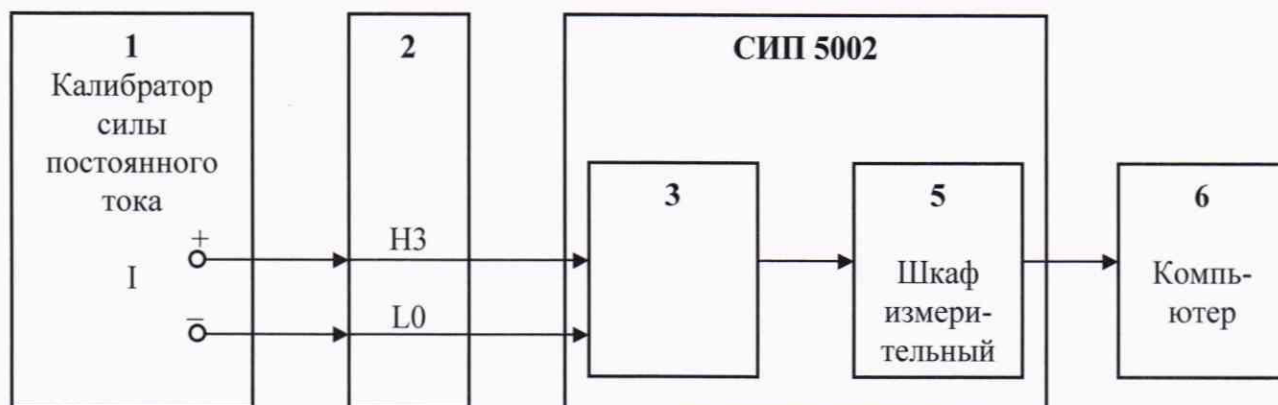 1
Калибратор
силы
постоянного
тока
+
I
−
2
H3
L0
СИП 5002
3
5
Шкаф
измери-
тельный
6
Компь-
ютер